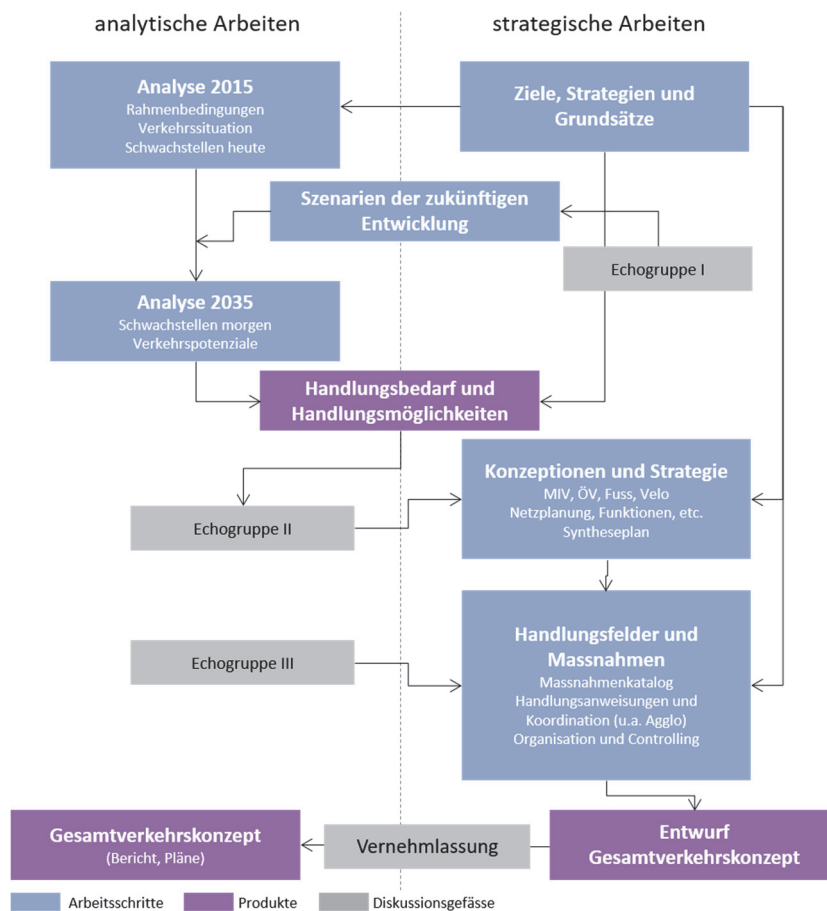 analytische Arbeiten
strategische Arbeiten
Analyse 2015
Rahmenbedingungen
Verkehrssituation
Schwachstellen heute
Ziele, Strategien und
Grundsätze
Szenarien der zukünftigen
Entwicklung
Echogruppe I
Analyse 2035
Schwachstellen morgen
Verkehrspotenziale
Handlungsbedarf und
Handlungsmöglichkeiten
Konzeptionen und Strategie
MIV, ÖV, Fuss, Velo
Netzplanung, Funktionen, etc.
Syntheseplan
Echogruppe II
Handlungsfelder und
Massnahmen
Massnahmenkatalog
Handlungsanweisungen und
Koordination (u.a. Agglo)
Organisation und Controlling
Echogruppe III
Gesamtverkehrskonzept
(Bericht, Pläne)
Vernehmlassung
Entwurf
Gesamtverkehrskonzept
Arbeitsschritte
Produkte
Diskussionsgefässe